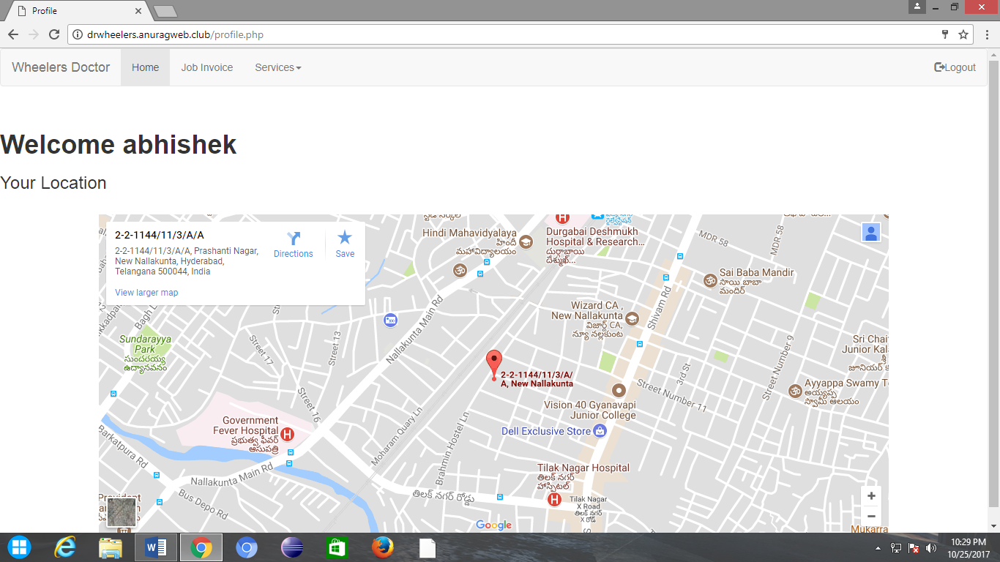 Profile
drwheelers.anuragweb.club/profile.php
Wheelers Doctor
Home
Job Invoice
Services
Logout
Welcome abhishek
Your Location
2-2-1144/11/3/A/A
2-2-1144/11/3/A/A, Prashanti Nagar,
New Nallakunta, Hyderabad,
Telangana 500044, India
Directions
Save
View larger map
Hindi Mahavidyalaya
హిందీ
మహావిద్యాలయం
Durgabai Deshmukh
Hospital & Research...
దుర్గాబాయి
దేశ్ముఖ్...
MDR 58
MDR 58
Sai Baba Mandir
సాయి బాబా
మందిర్
Wizard CA ,
New Nallakunta
విజార్డ్ CA,
న్యూ నల్లకుంట
Shivam Rd
Bagh L
Sundarayya
Park
సుందరయ్య
ఉద్యానవనం
Street 17
Street 13
Nallakunta Main Rd
Sri Chai
Junior Kal
జూనియర్ క
Street Number 9
3rd St
2-2-1144/11/3/A/
A, New Nallakunta
Street Number 11
Ayyappa Swamy Te
అయ్యప్ప
స్వామీ ఆలయం
Street 16
Vision 40 Gyanavapi
Junior College
Government
Fever Hospital
ప్రభుత్వ ఫీవర్
ఆసుపత్రి
Moharam Quary Ln
Brahmin Hostel Ln
Dell Exclusive Store
Barkatpura Rd
Nallakunta Main Rd
Tilak Nagar Hospital
తిలక్ నగర్
హాస్పిటల్
Bus Depo Rd
తిలక్ నగర్ రోడ్డు
Tilak Nagar
X Road
తిలక్ నగర్
X రోడ్
Google
Mukarra
10:29 PM
10/25/2017